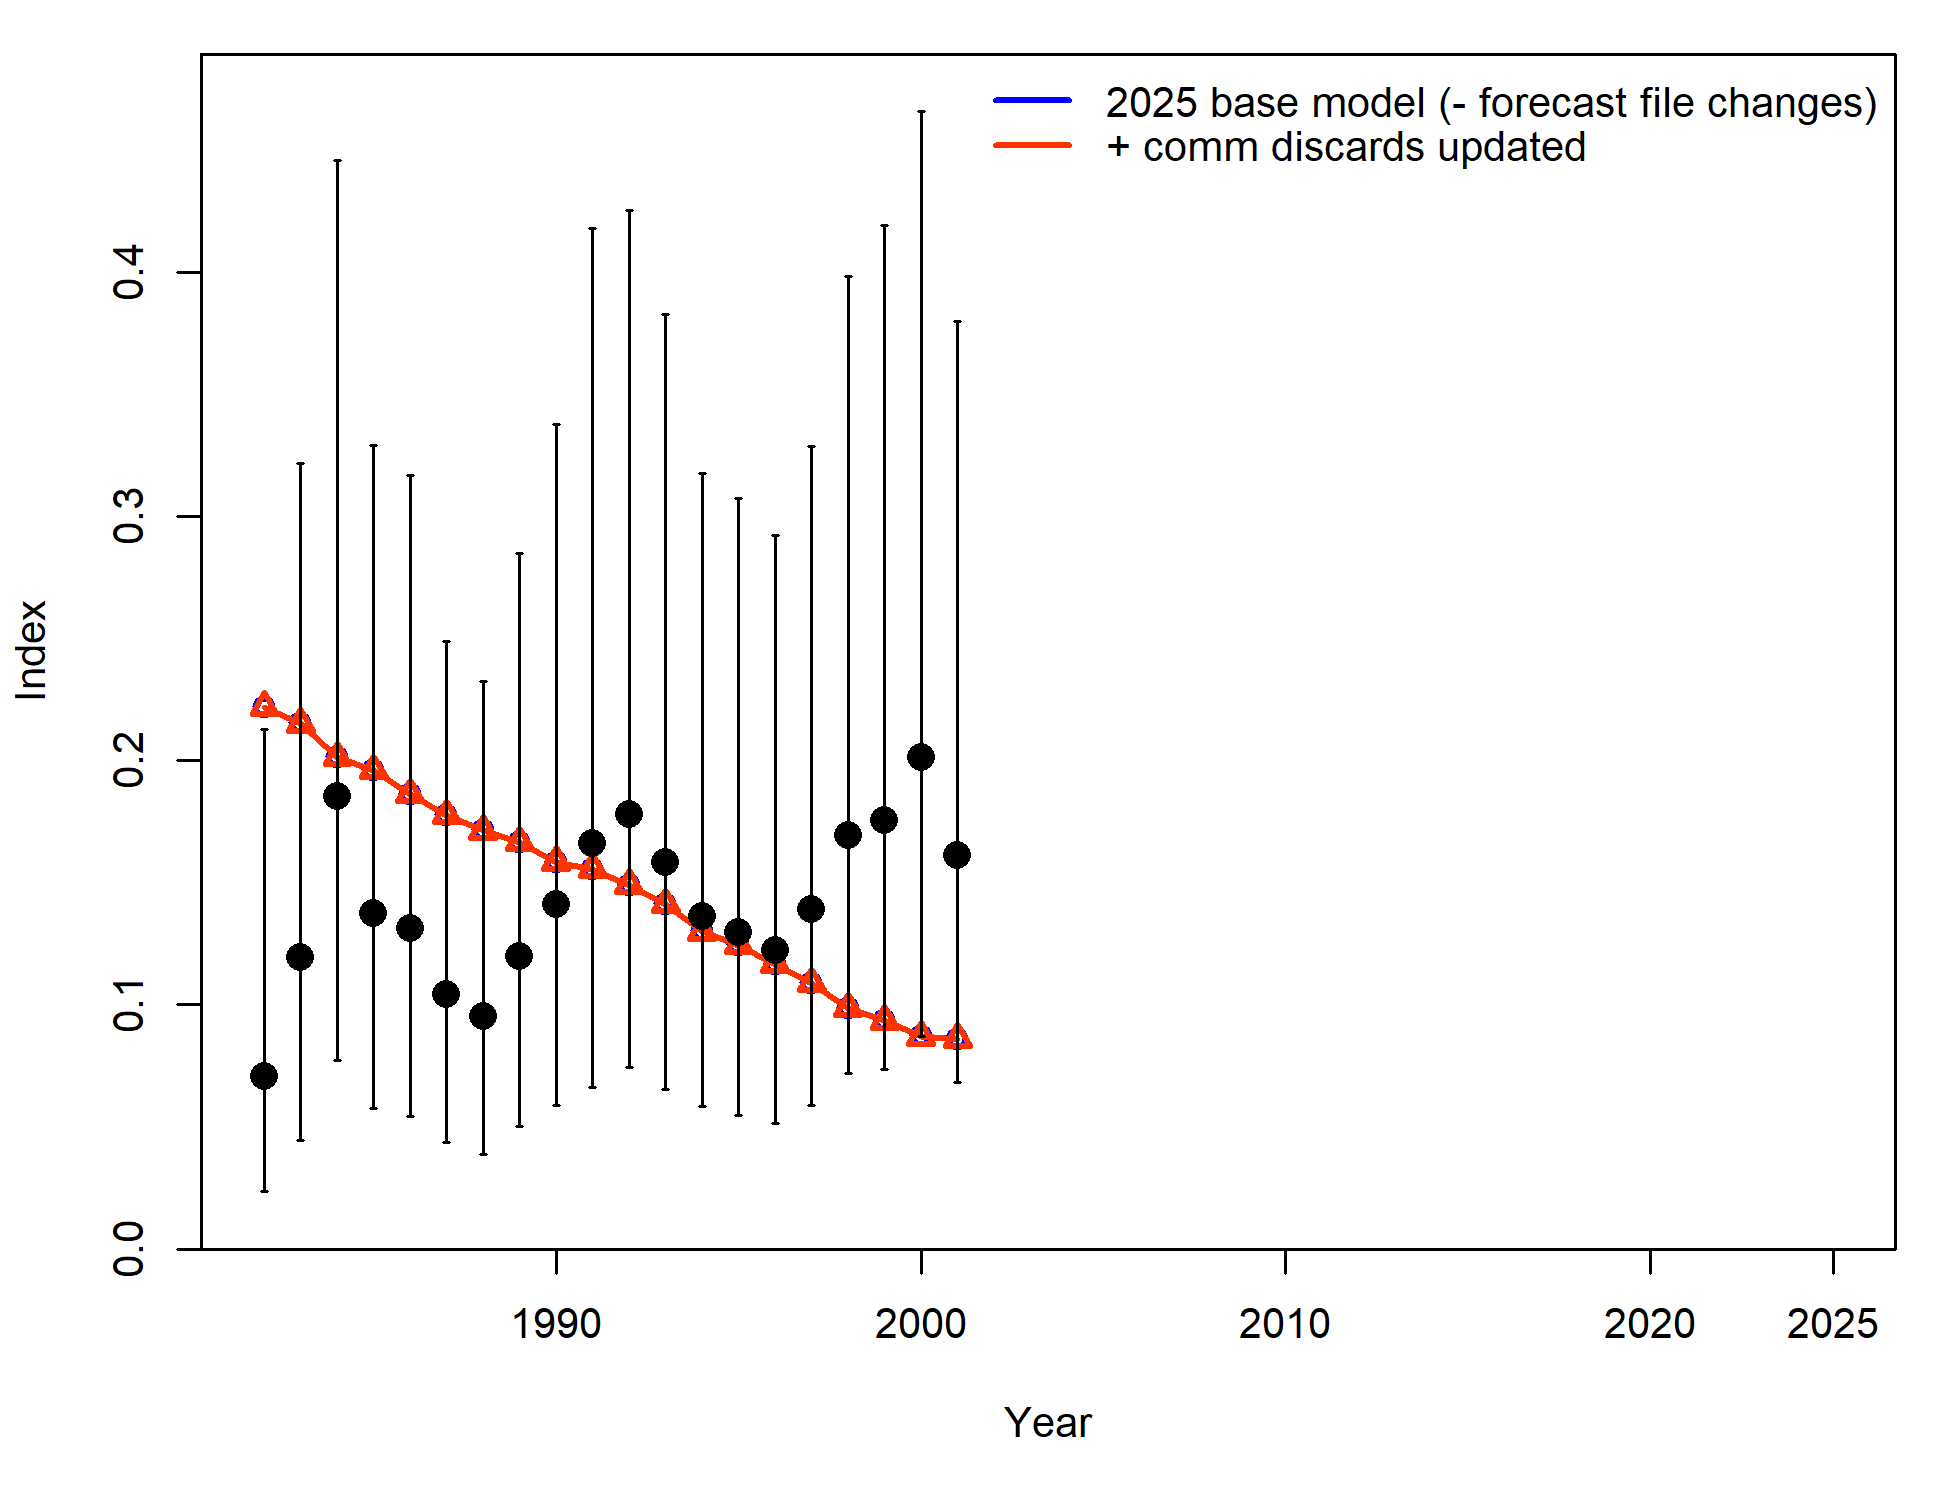 2025 base model (- forecast file changes)
+ comm discards updated
0.4
0.3
0.2
0.1
0.0
Index
1990 2000 2010 2020 2025
Year